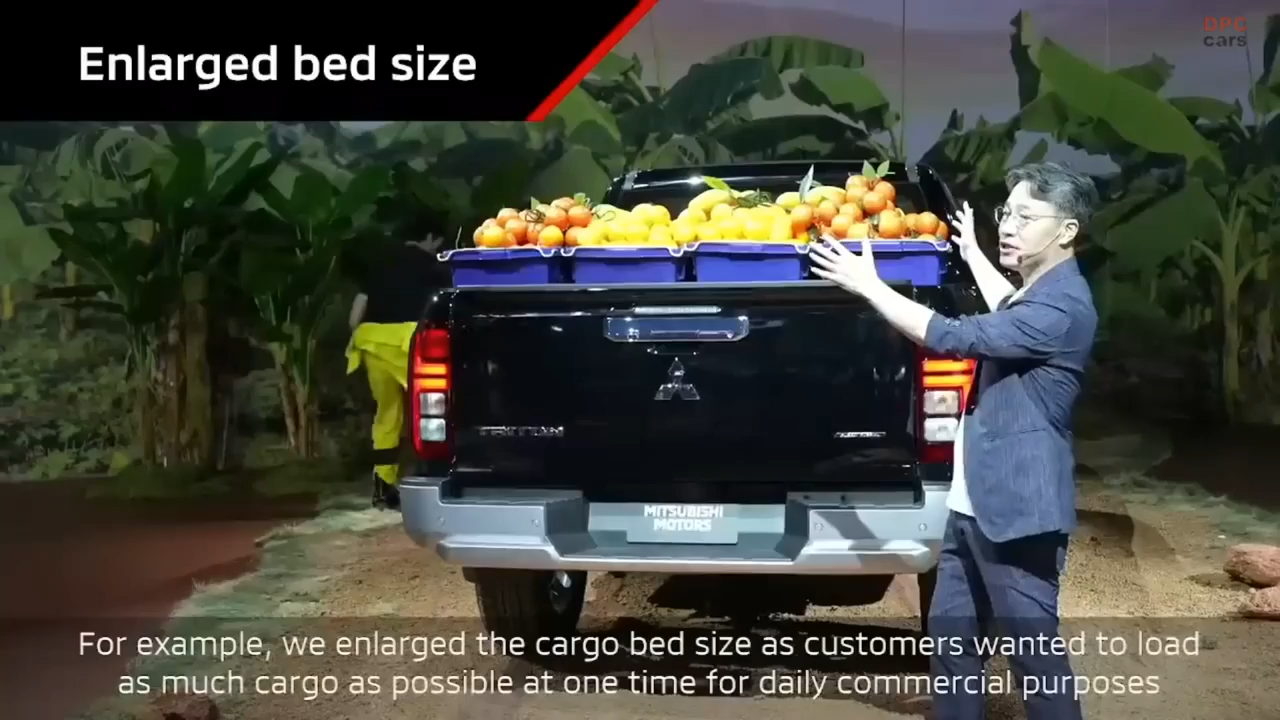 DPC
cars
Enlarged bed size
TRITON
MITSUBISHI
MOTORS
For example, we enlarged the cargo bed size as customers wanted to load
as much cargo as possible at one time for daily commercial purposes